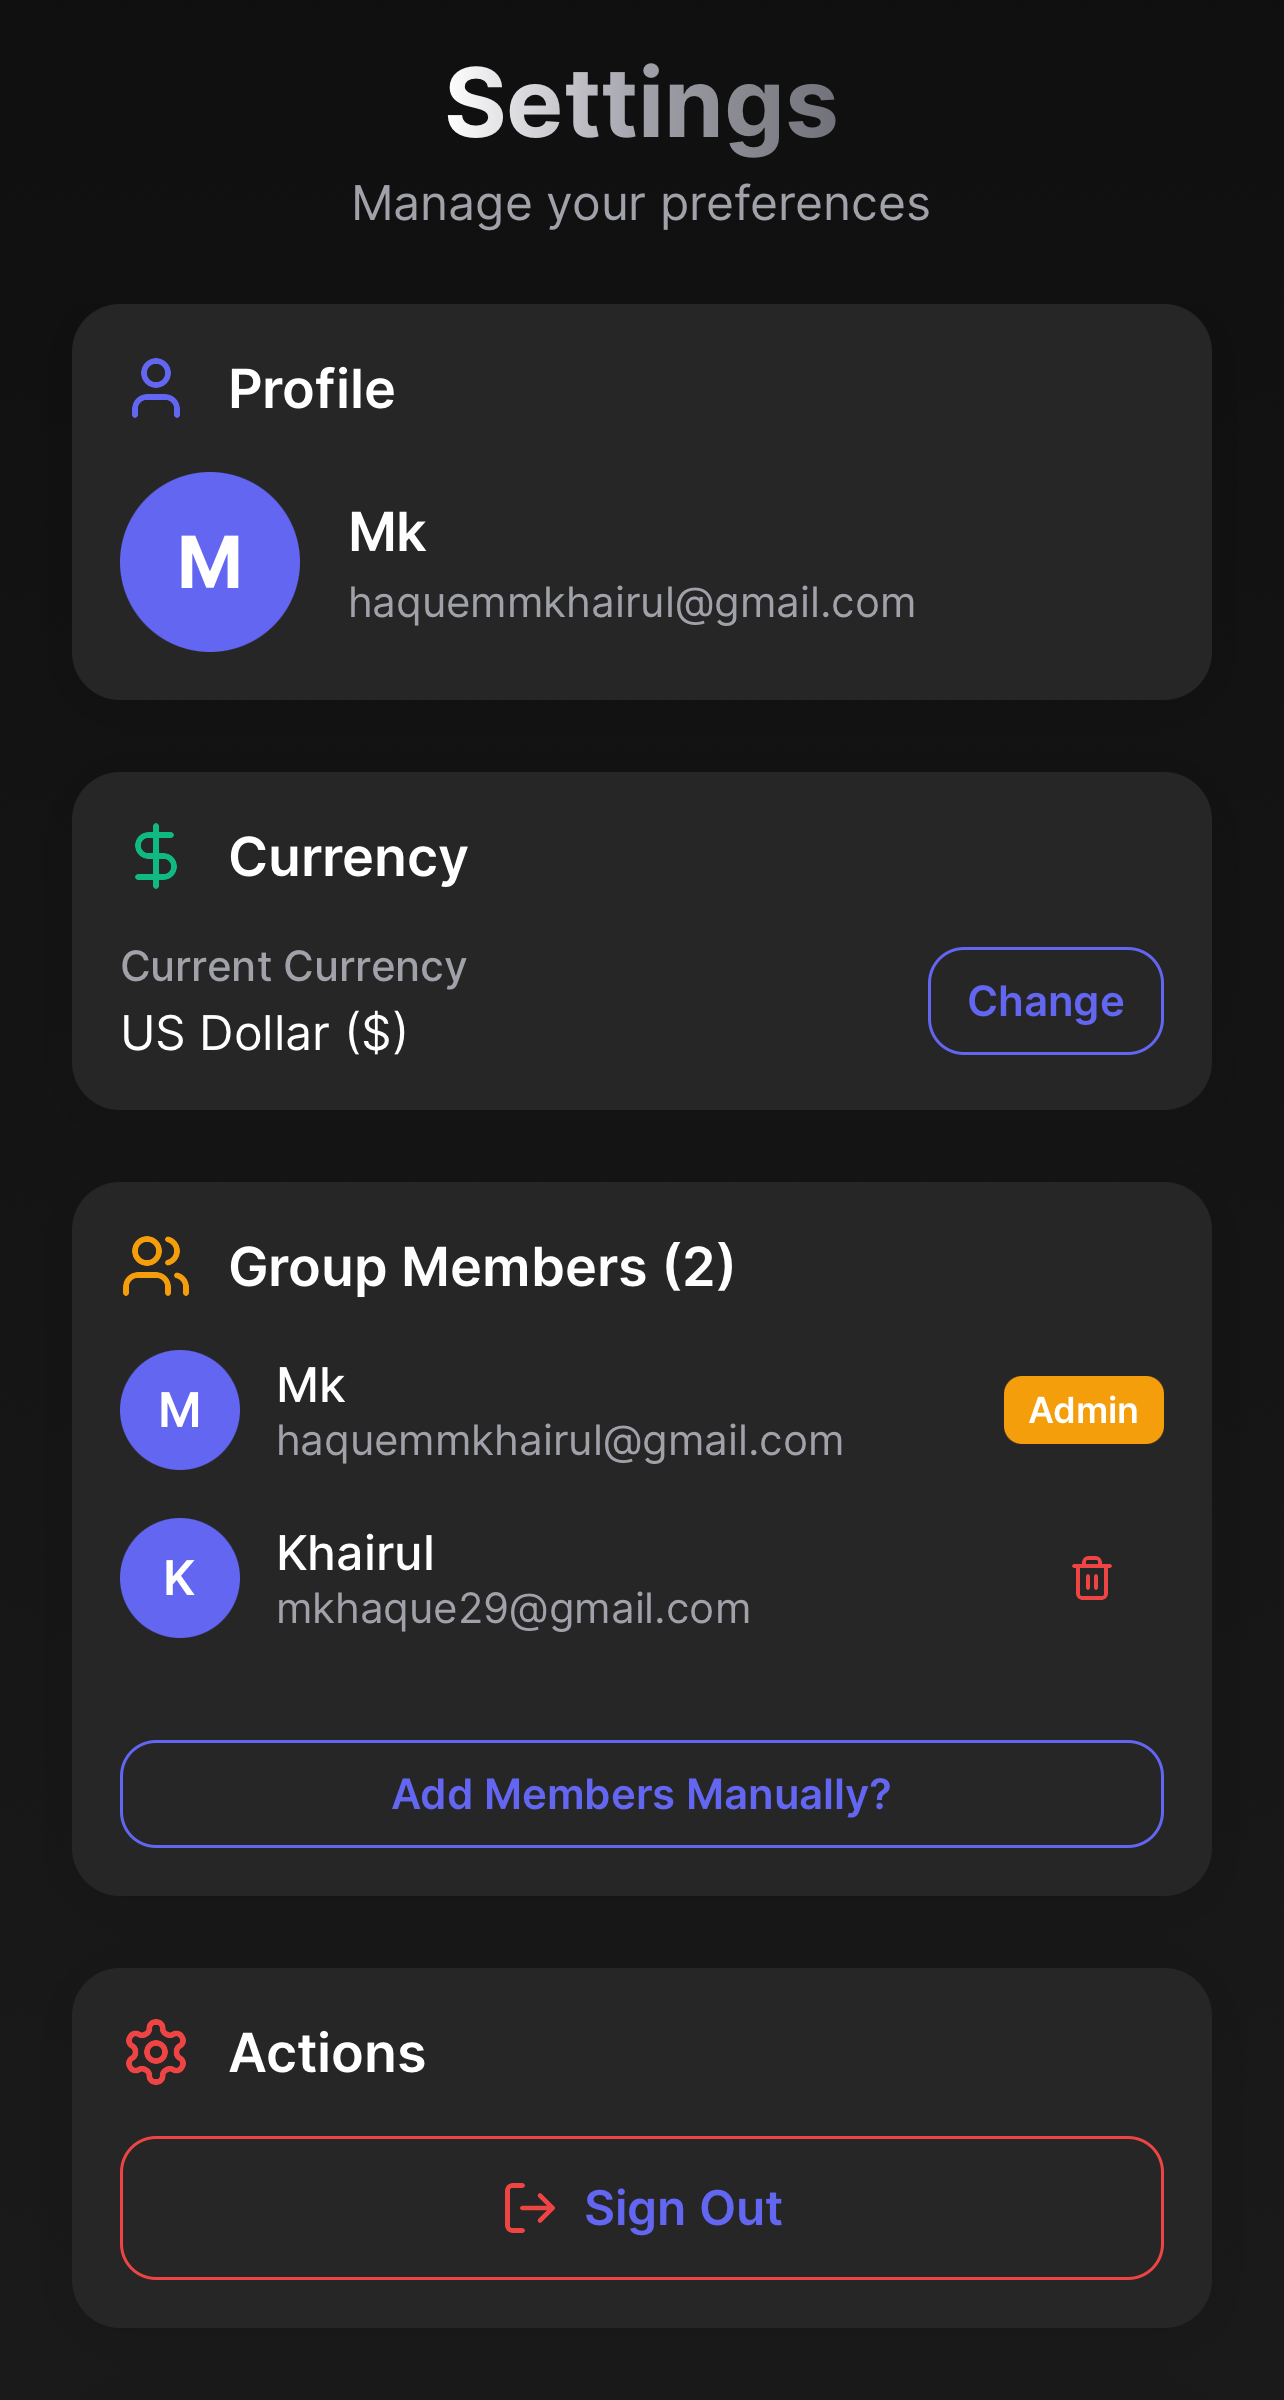 Settings
Manage your preferences
Profile
M
Mk
haquemmkhairul@gmail.com
Currency
Current Currency
US Dollar ($)
Change
Group Members (2)
M
Mk
haquemmkhairul@gmail.com
Admin
K
Khairul
mkhaque29@gmail.com
Add Members Manually?
Actions
Sign Out